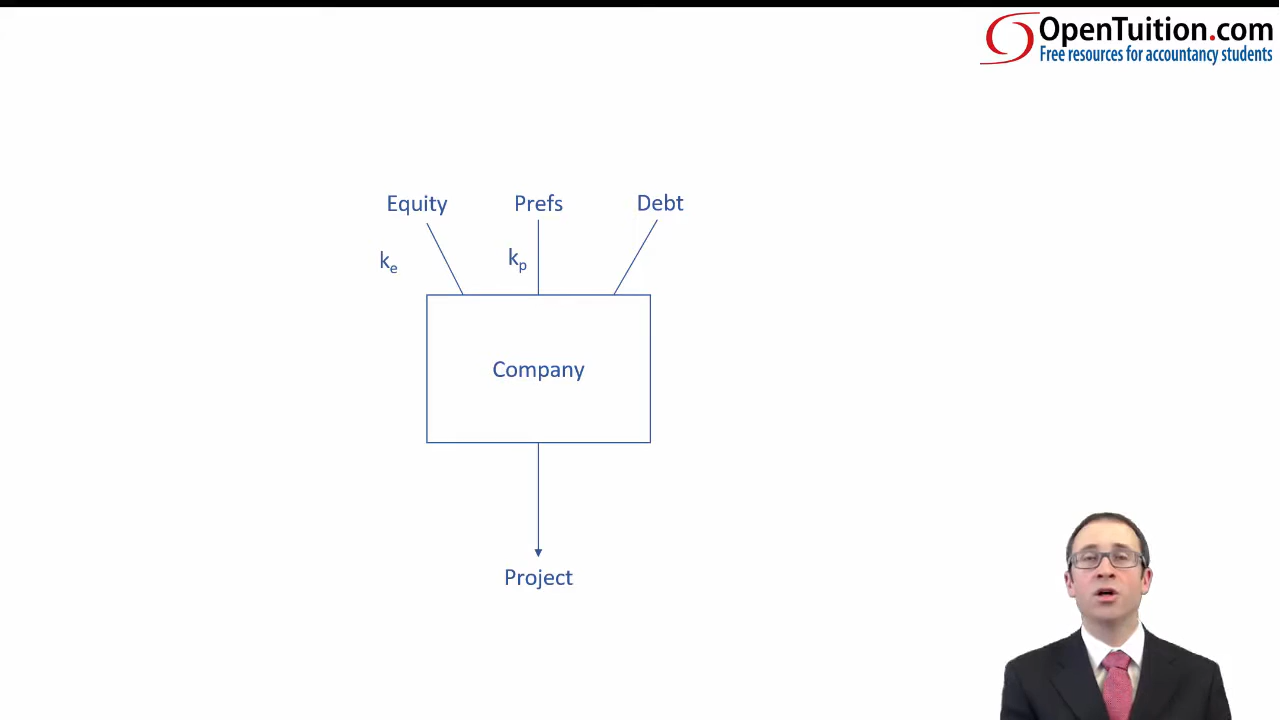 OpenTuition.com
Free resources for accountancy students
Equity Prefs Debt
ke kp
Company
Project